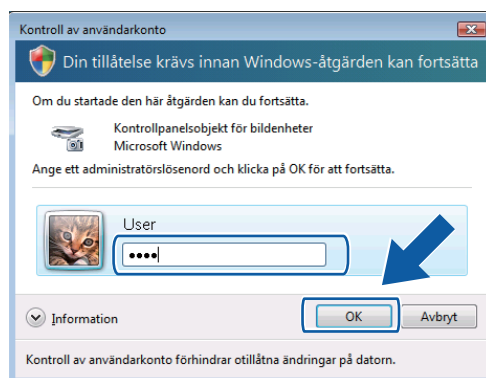 Kontroll av användarkonto
Din tillåtelse krävs innan Windows-åtgärden kan fortsätta
Om du startade den här åtgärden kan du fortsätta.
Kontrollpanelsobjekt för bildenheter
Microsoft Windows
Ange ett administratörslösenord och klicka på OK för att fortsätta.
User
••••
Information
OK
Avbryt
Kontroll av användarkonto förhindrar otillåtna ändringar på datorn.